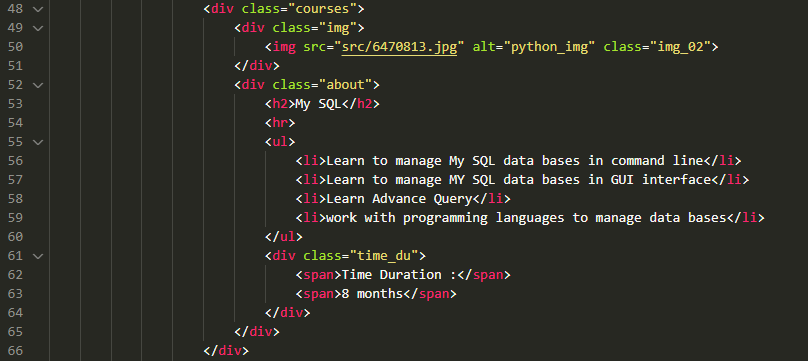 48 <div class="courses">
49 <div class="img">
50 <img src="src/6470813.jpg" alt="python_img" class="img_02">
51 </div>
52 <div class="about">
53 <h2>My SQL</h2>
54 <hr>
55 <ul>
56 <li>Learn to manage My SQL data bases in command line</li>
57 <li>Learn to manage MY SQL data bases in GUI interface</li>
58 <li>Learn Advance Query</li>
59 <li>work with programming languages to manage data bases</li>
60 </ul>
61 <div class="time_du">
62 <span>Time Duration :</span>
63 <span>8 months</span>
64 </div>
65 </div>
66 </div>